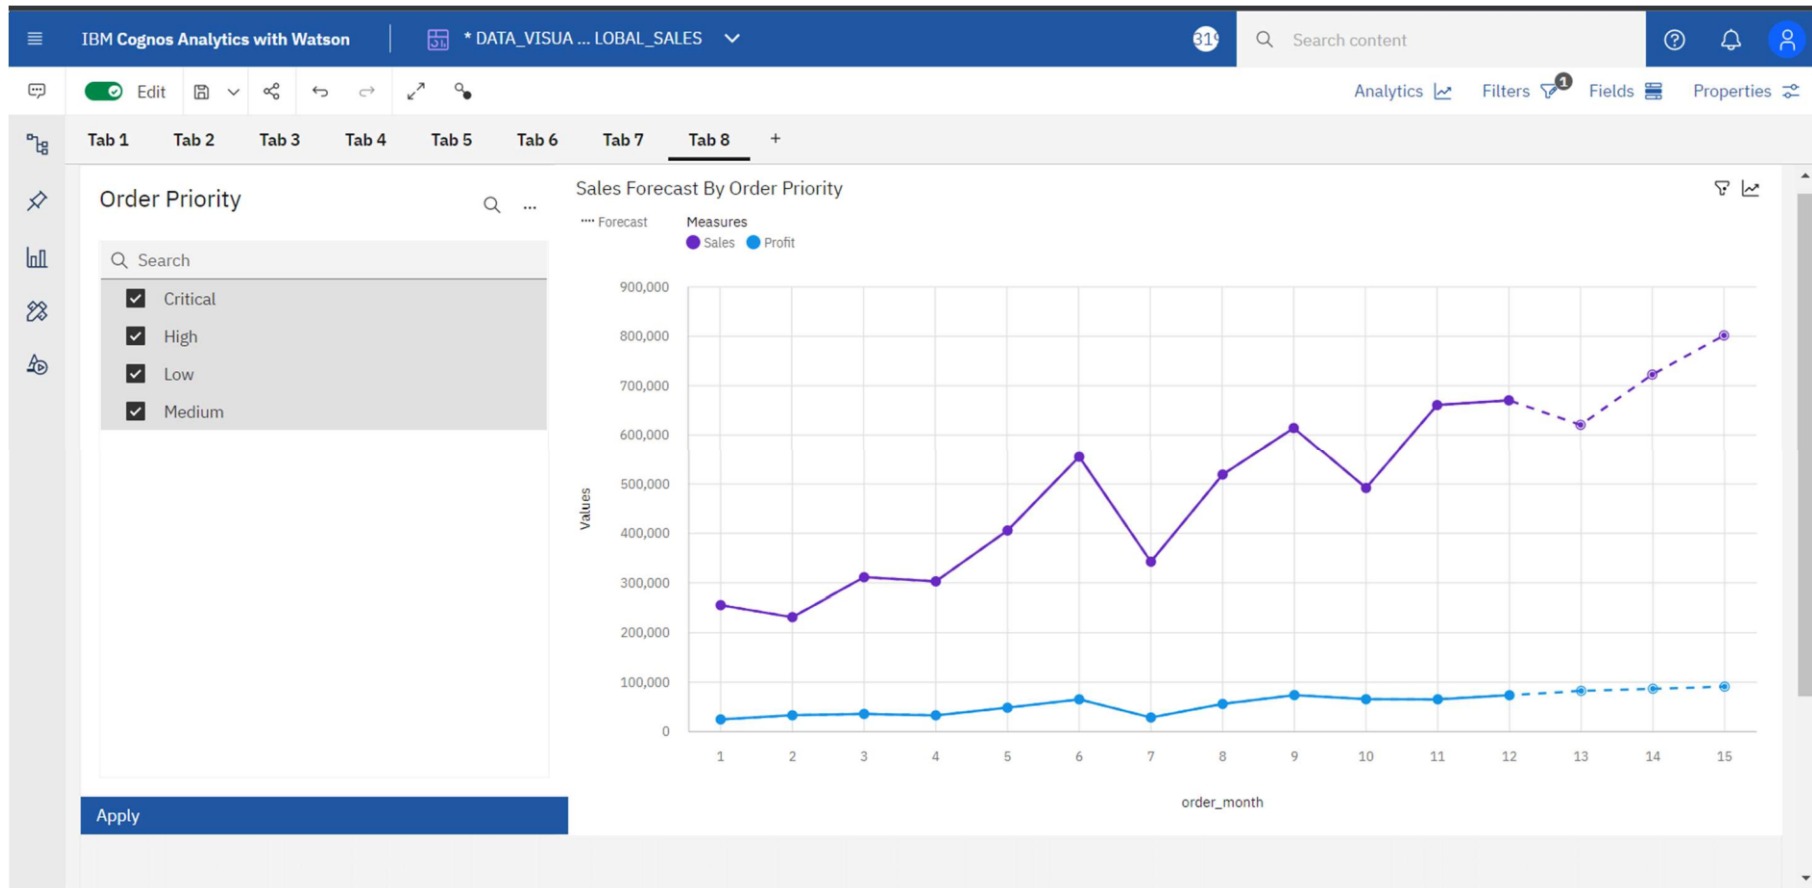 IBM Cognos Analytics with Watson
* DATA_VISUA ... LOBAL_SALES
Search content
Edit
Analytics
Filters 1
Fields
Properties
Tab 1 Tab 2 Tab 3 Tab 4 Tab 5 Tab 6 Tab 7 Tab 8 +
Order Priority
...
Search
Critical
High
Low
Medium
Apply
Sales Forecast By Order Priority
Forecast
Measures
Sales Profit
900,000
800,000
700,000
600,000
500,000
400,000
300,000
200,000
100,000
0
Values
1 2 3 4 5 6 7 8 9 10 11 12 13 14 15
order_month